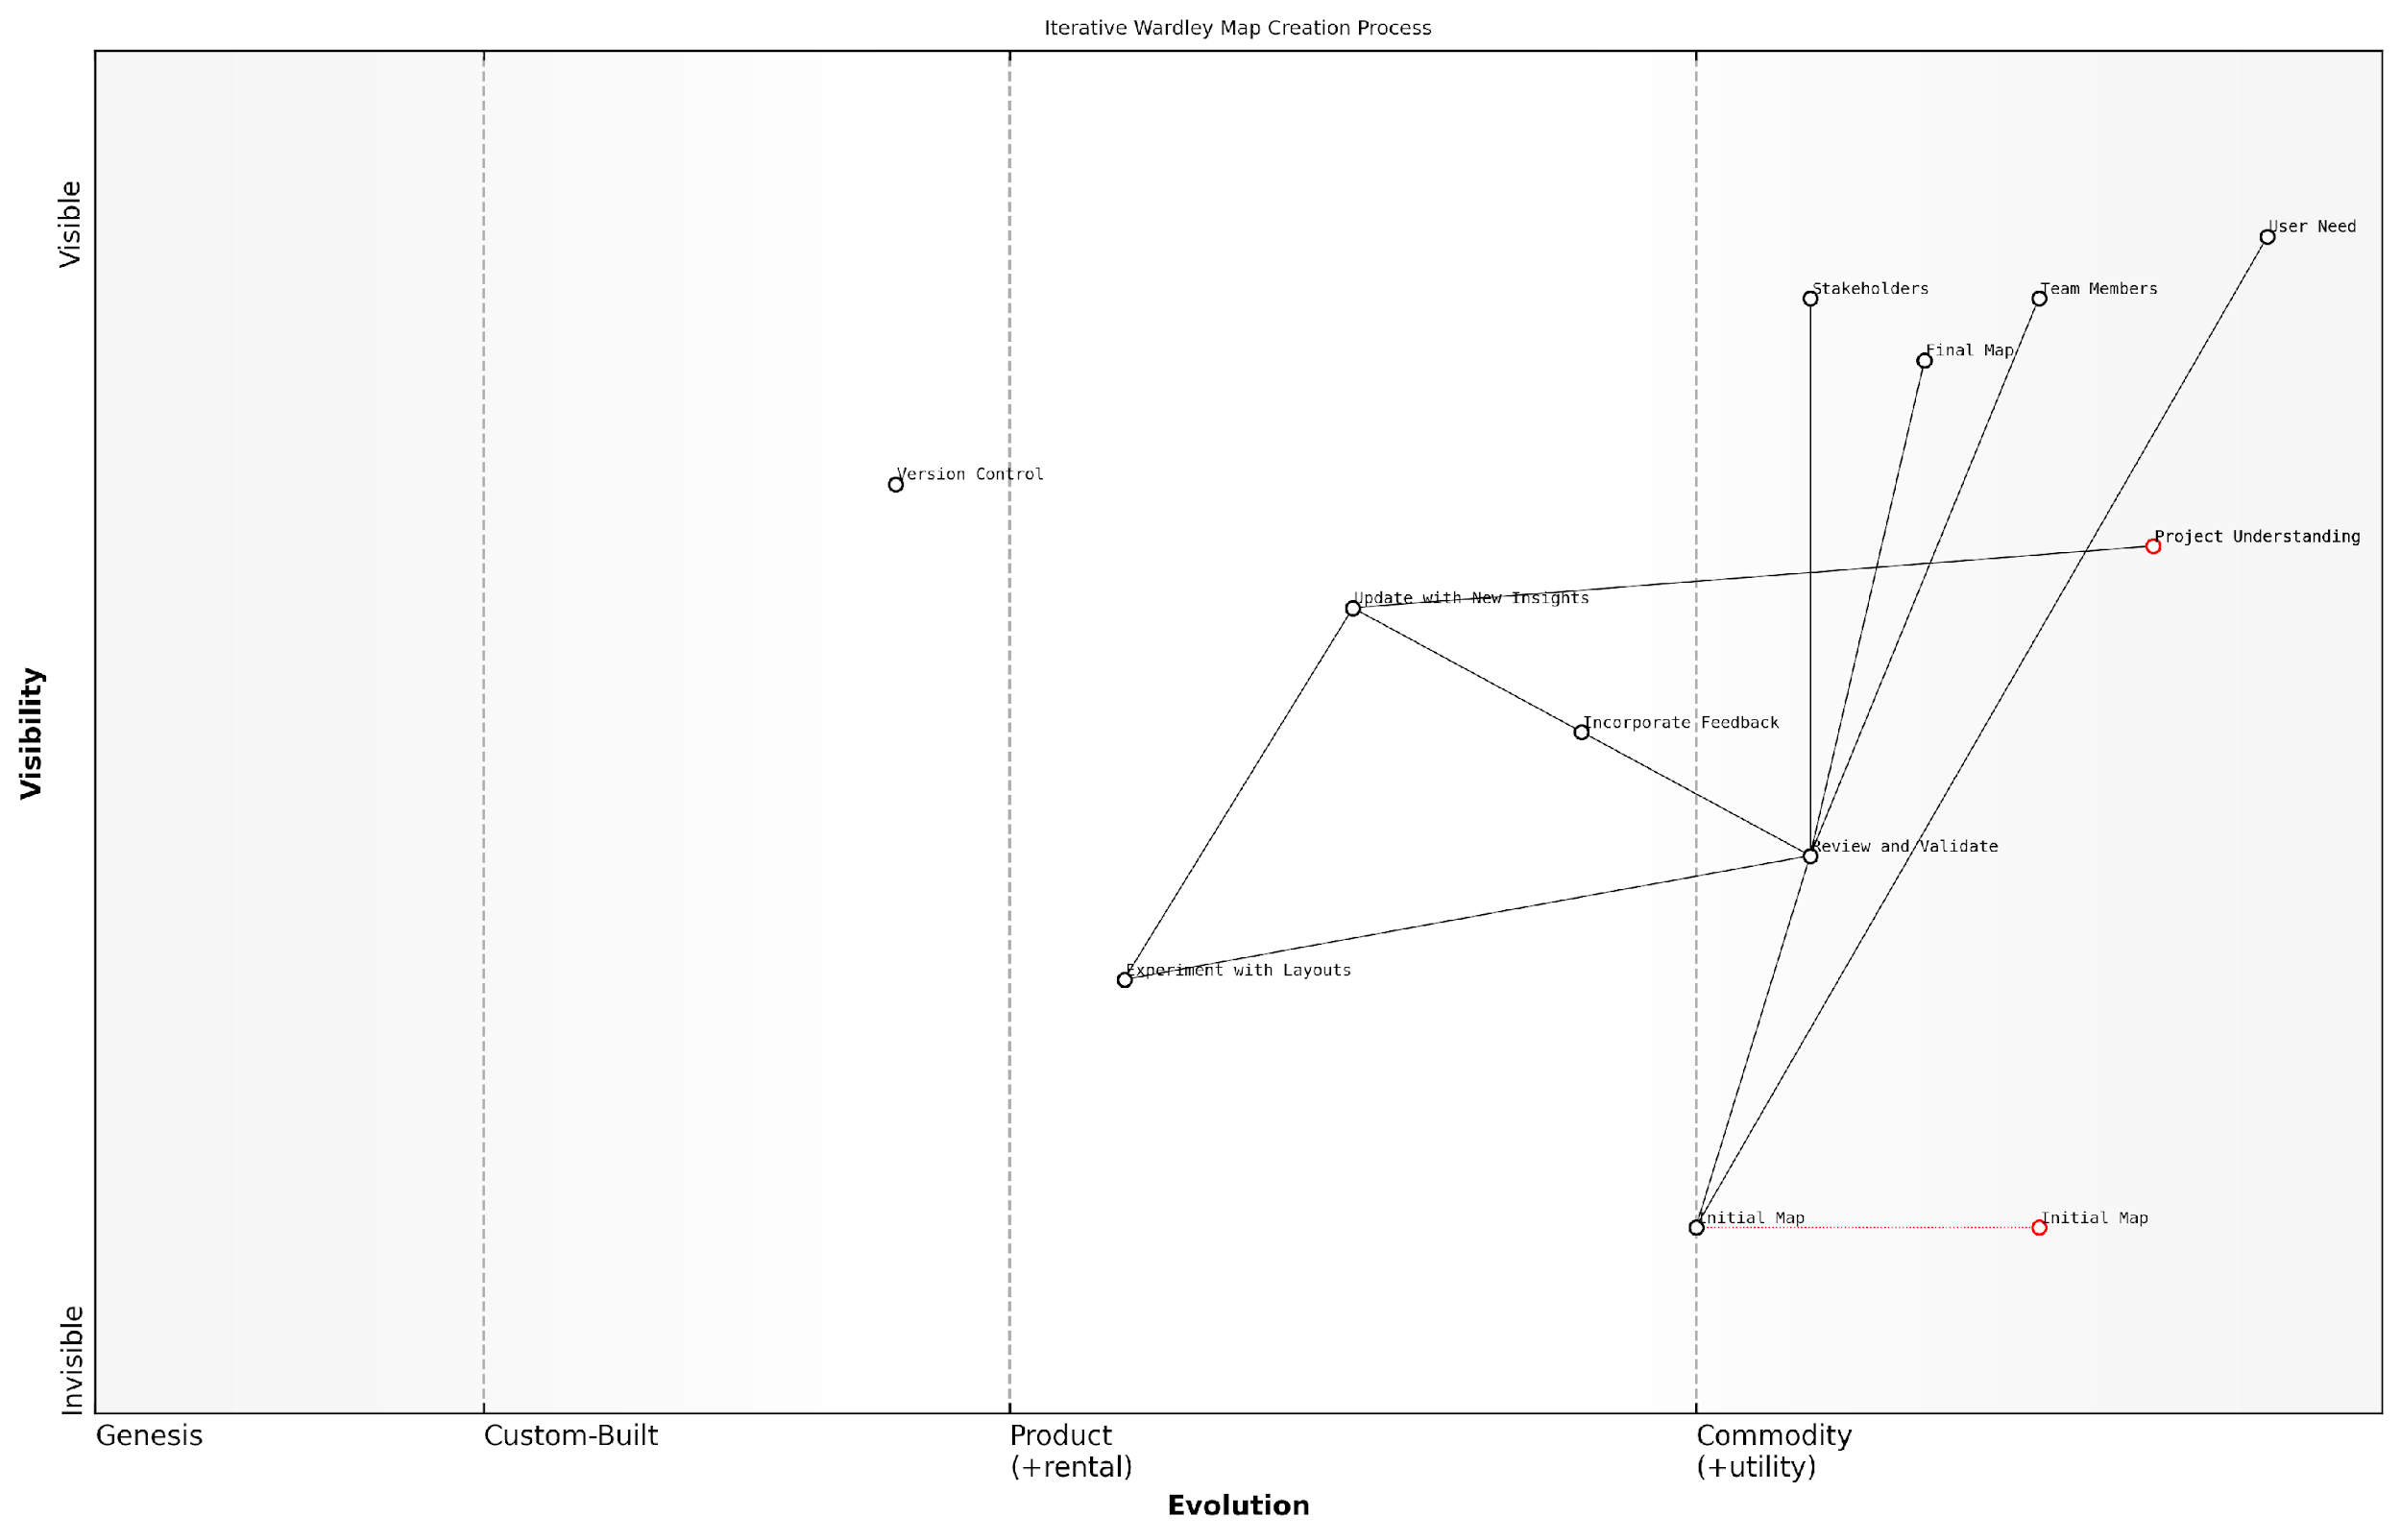 Iterative Wardley Map Creation Process
Visible
User Need
Stakeholders
Team Members
Final Map
Version Control
Project Understanding
Update with New Insights
Visibility
Incorporate Feedback
Review and Validate
Experiment with Layouts
Initial Map
Initial Map
Invisible
Genesis
Custom-Built
Product
(+rental)
Commodity
(+utility)
Evolution